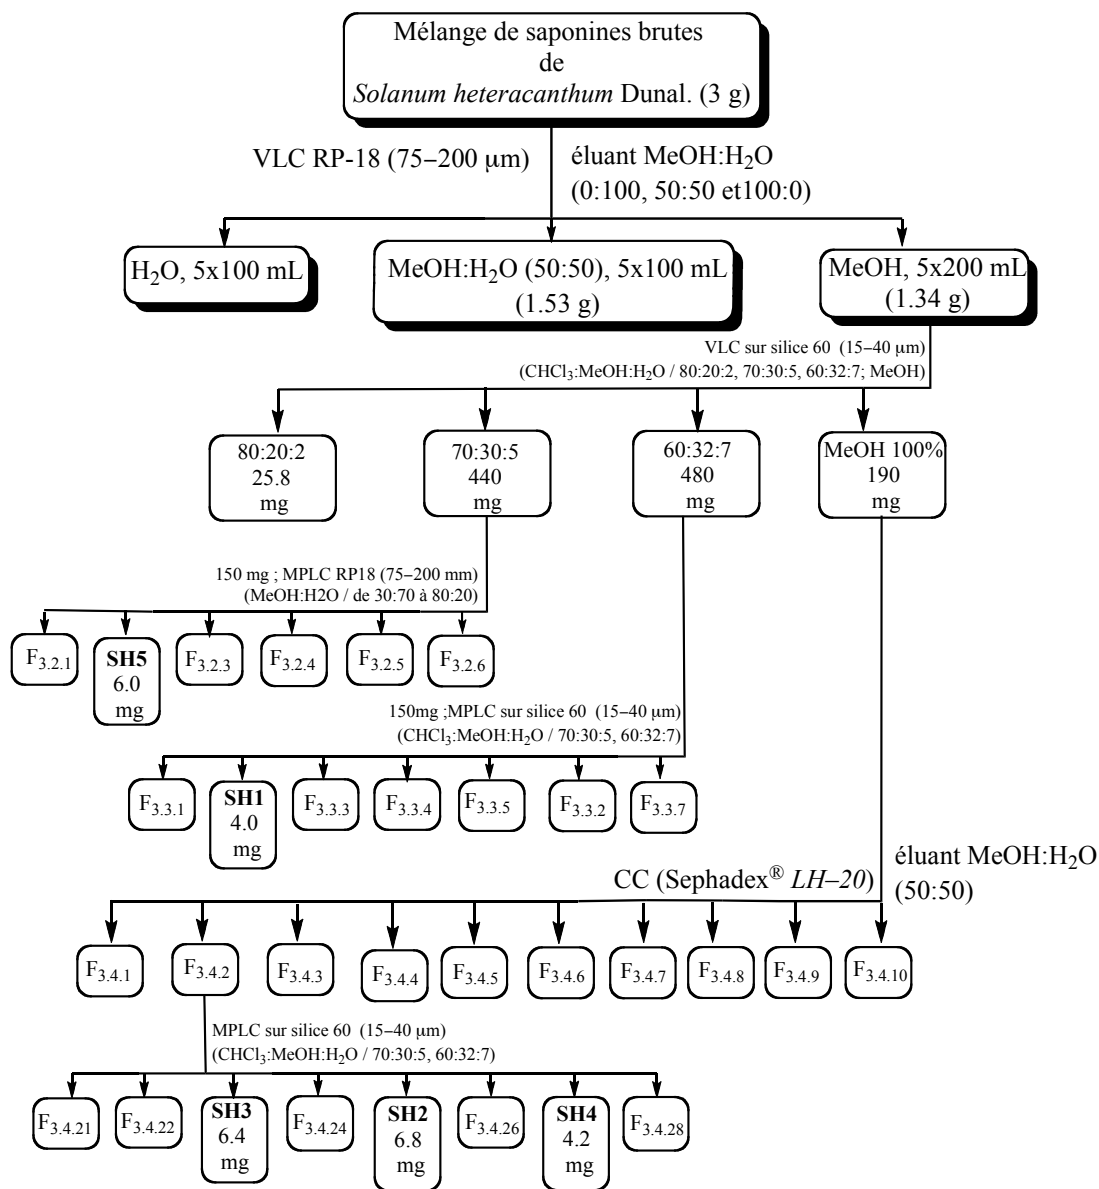 Mélange de saponines brutes
de
Solanum heteracanthum Dunal. (3 g)
VLC RP-18 (75–200 µm)
éluant MeOH:H2O
(0:100, 50:50 et100:0)
H2O, 5x100 mL
MeOH:H2O (50:50), 5x100 mL
(1.53 g)
MeOH, 5x200 mL
(1.34 g)
VLC sur silice 60 (15–40 µm)
(CHCl3:MeOH:H2O / 80:20:2, 70:30:5, 60:32:7; MeOH)
80:20:2
25.8
mg
70:30:5
440
mg
60:32:7
480
mg
MeOH 100%
190
mg
150 mg ; MPLC RP18 (75–200 mm)
(MeOH:H2O / de 30:70 à 80:20)
F3.2.1
SH5
6.0
mg
F3.2.3
F3.2.4
F3.2.5
F3.2.6
150mg ;MPLC sur silice 60 (15–40 µm)
(CHCl3:MeOH:H2O / 70:30:5, 60:32:7)
F3.3.1
SH1
4.0
mg
F3.3.3
F3.3.4
F3.3.5
F3.3.2
F3.3.7
CC (Sephadex® LH–20)
éluant MeOH:H2O
(50:50)
F3.4.1
F3.4.2
F3.4.3
F3.4.4
F3.4.5
F3.4.6
F3.4.7
F3.4.8
F3.4.9
F3.4.10
MPLC sur silice 60 (15–40 µm)
(CHCl3:MeOH:H2O / 70:30:5, 60:32:7)
F3.4.21
F3.4.22
SH3
6.4
mg
F3.4.24
SH2
6.8
mg
F3.4.26
SH4
4.2
mg
F3.4.28